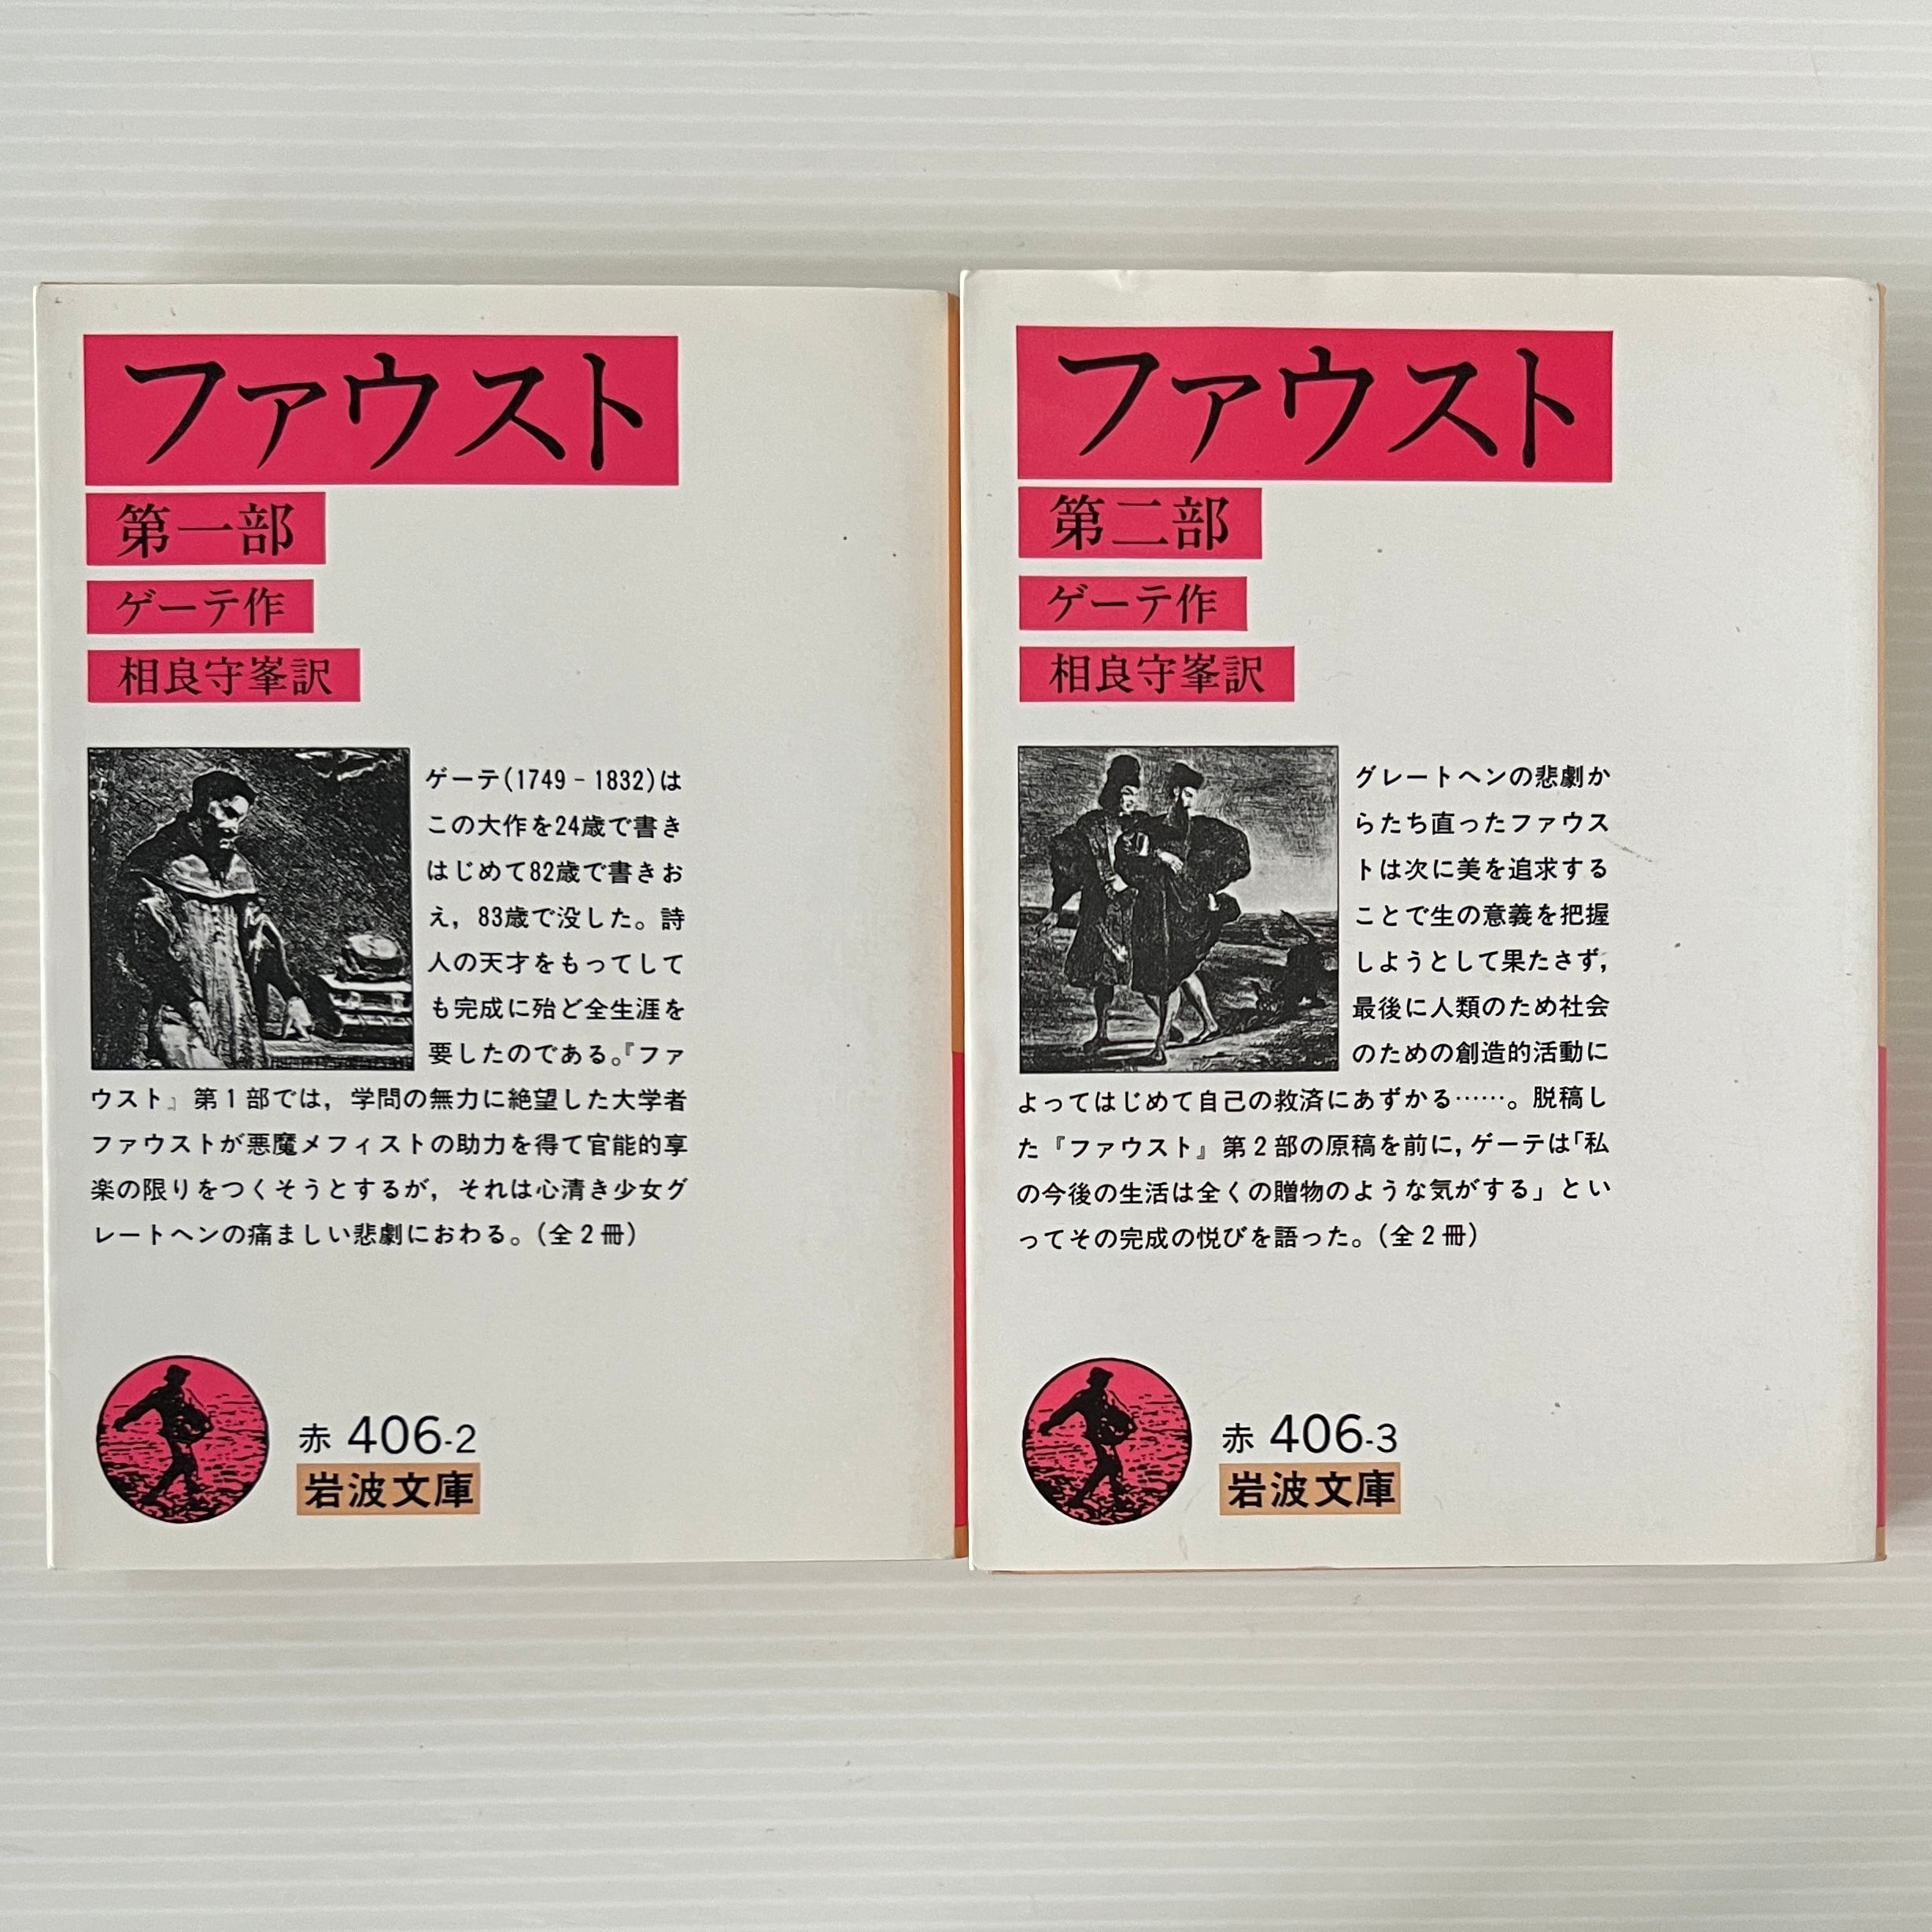 ファウスト
第一部
ゲーテ作
相良守峯訳
ゲーテ(1749－1832)は
この大作を24歳で書き
はじめて82歳で書きお
え，83歳で没した。詩
人の天才をもってして
も完成に殆ど全生涯を
要したのである。『ファ
ウスト』第1部では，学問の無力に絶望した大学者
ファウストが悪魔メフィストの助力を得て官能的享
楽の限りをつくそうとするが，それは心清き少女グ
レートヘンの痛ましい悲劇におわる。(全2冊)
赤 406-2
岩波文庫
ファウスト
第二部
ゲーテ作
相良守峯訳
グレートヘンの悲劇か
らたち直ったファウス
トは次に美を追求する
ことで生の意義を把握
しようとして果たさず，
最後に人類のため社会
のための創造的活動に
よってはじめて自己の救済にあずかる……。脱稿し
た『ファウスト』第2部の原稿を前に，ゲーテは「私
の今後の生活は全くの贈物のような気がする」とい
ってその完成の悦びを語った。(全2冊)
赤 406-3
岩波文庫